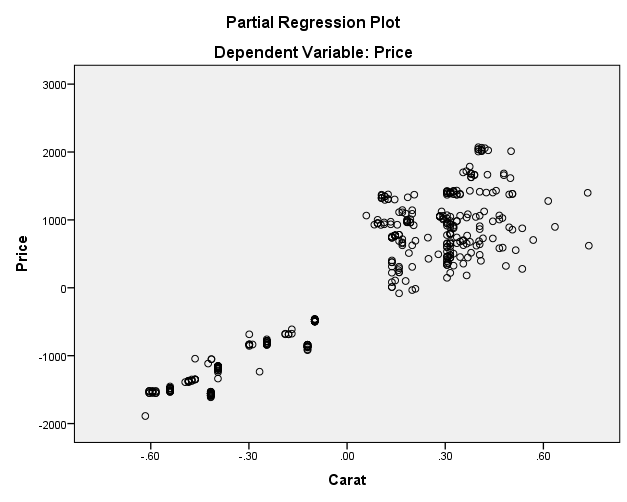 Partial Regression Plot
Dependent Variable: Price
3000
2000
1000
0
-1000
-2000
Price
-.60
-.30
.00
.30
.60
Carat